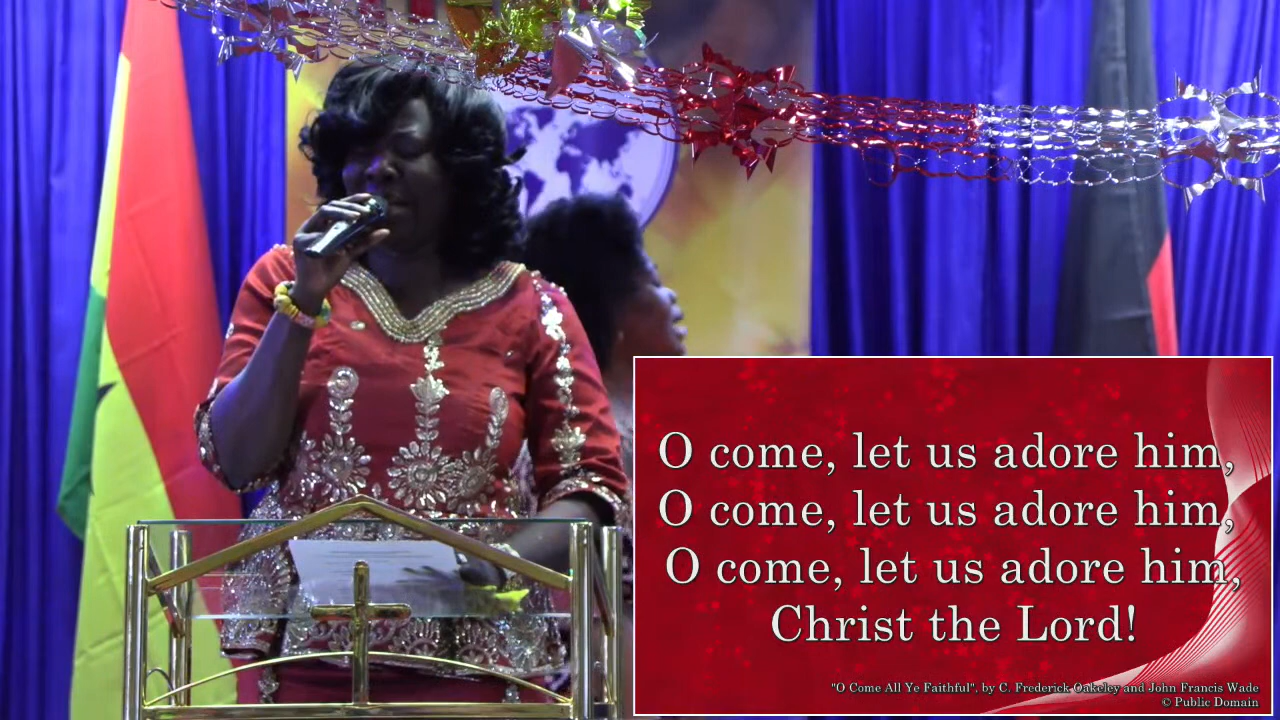 O come, let us adore him,
O come, let us adore him,
O come, let us adore him,
Christ the Lord!
"O Come All Ye Faithful", by C. Frederick Oakeley and John Francis Wade
© Public Domain